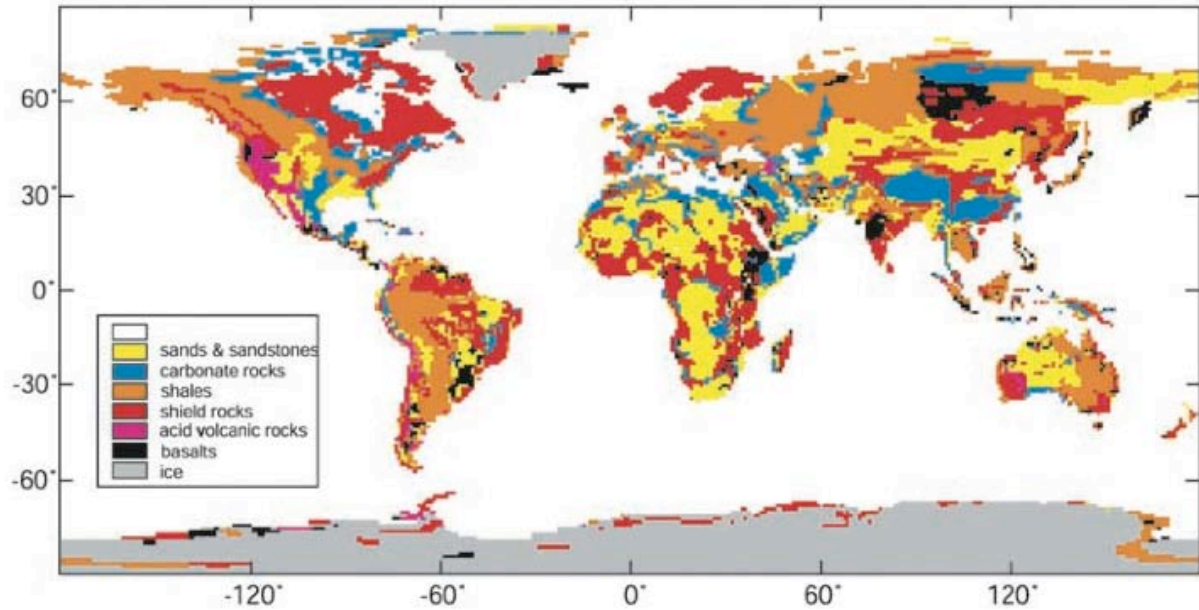 60°
30°
0°
-30°
-60°
sands & sandstones
carbonate rocks
shales
shield rocks
acid volcanic rocks
basalts
ice
-120°
-60°
0°
60°
120°